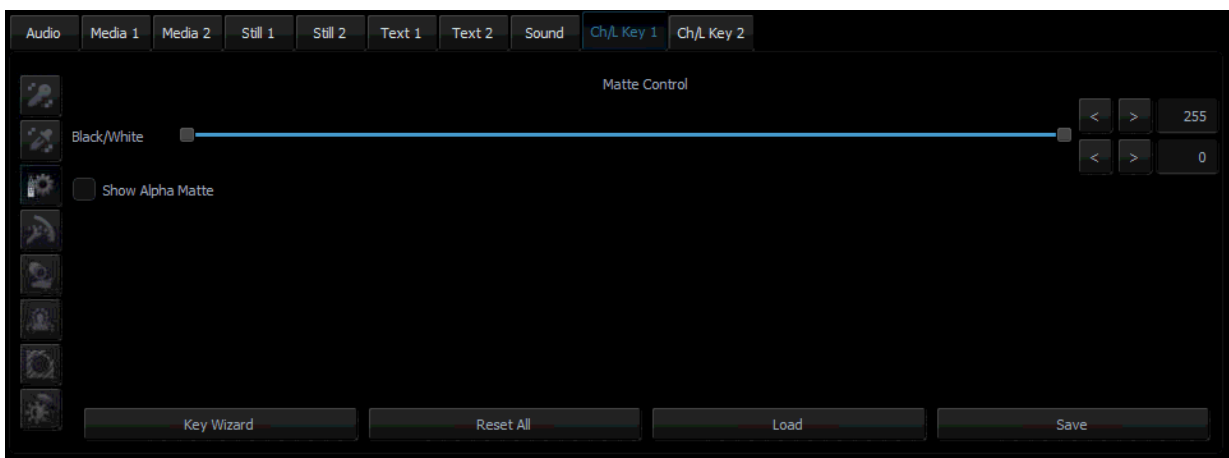 Audio Media 1 Media 2 Still 1 Still 2 Text 1 Text 2 Sound Ch/L Key 1 Ch/L Key 2
Matte Control
< > 255
Black/White
< > 0
Show Alpha Matte
Key Wizard Reset All Load Save